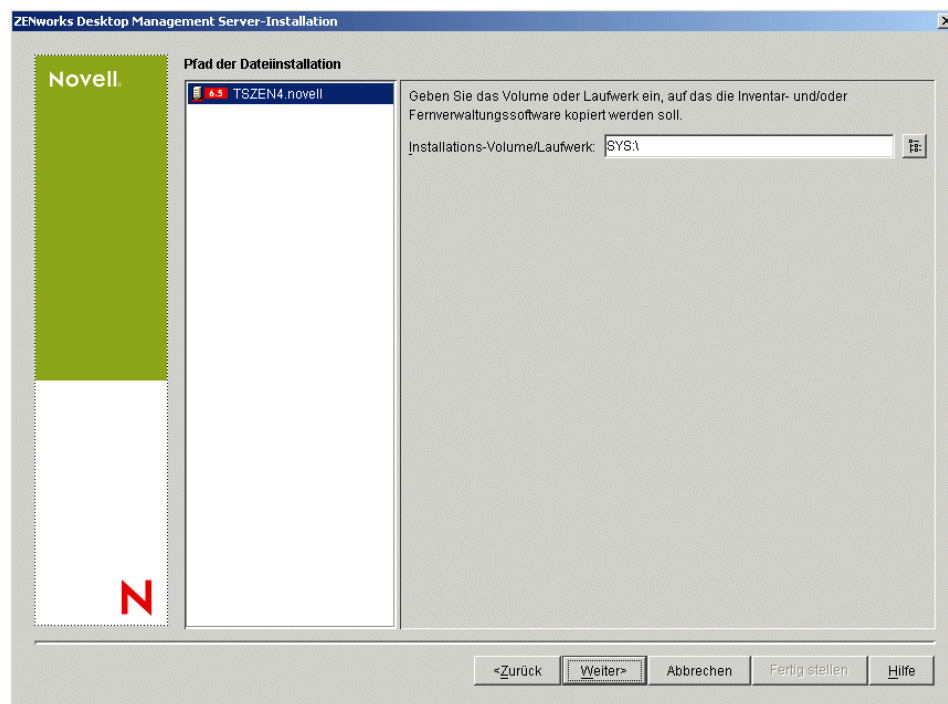 ZENworks Desktop Management Server-Installation
Novell.
Pfad der Dateiinstallation
6.5 TSZEN4.novell
Geben Sie das Volume oder Laufwerk ein, auf das die Inventar- und/oder
Fernverwaltungssoftware kopiert werden soll.
Installations-Volume/Laufwerk: SYS:\
N
<Zurück Weiter> Abbrechen Fertig stellen Hilfe